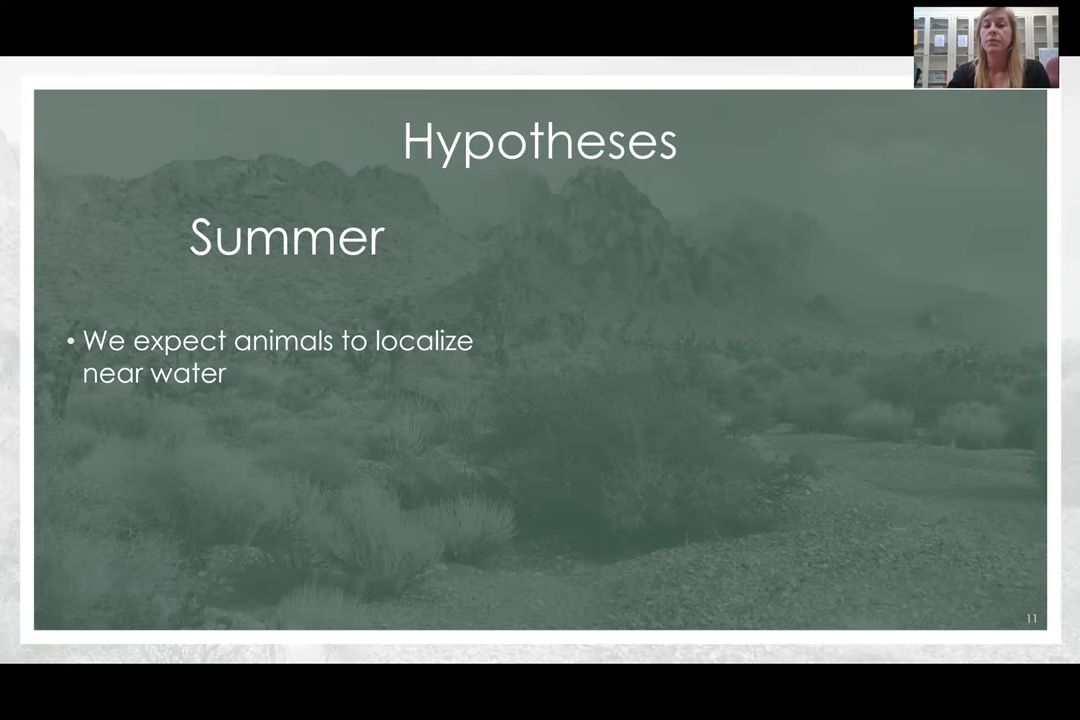 Hypotheses
Summer
• We expect animals to localize
near water
11